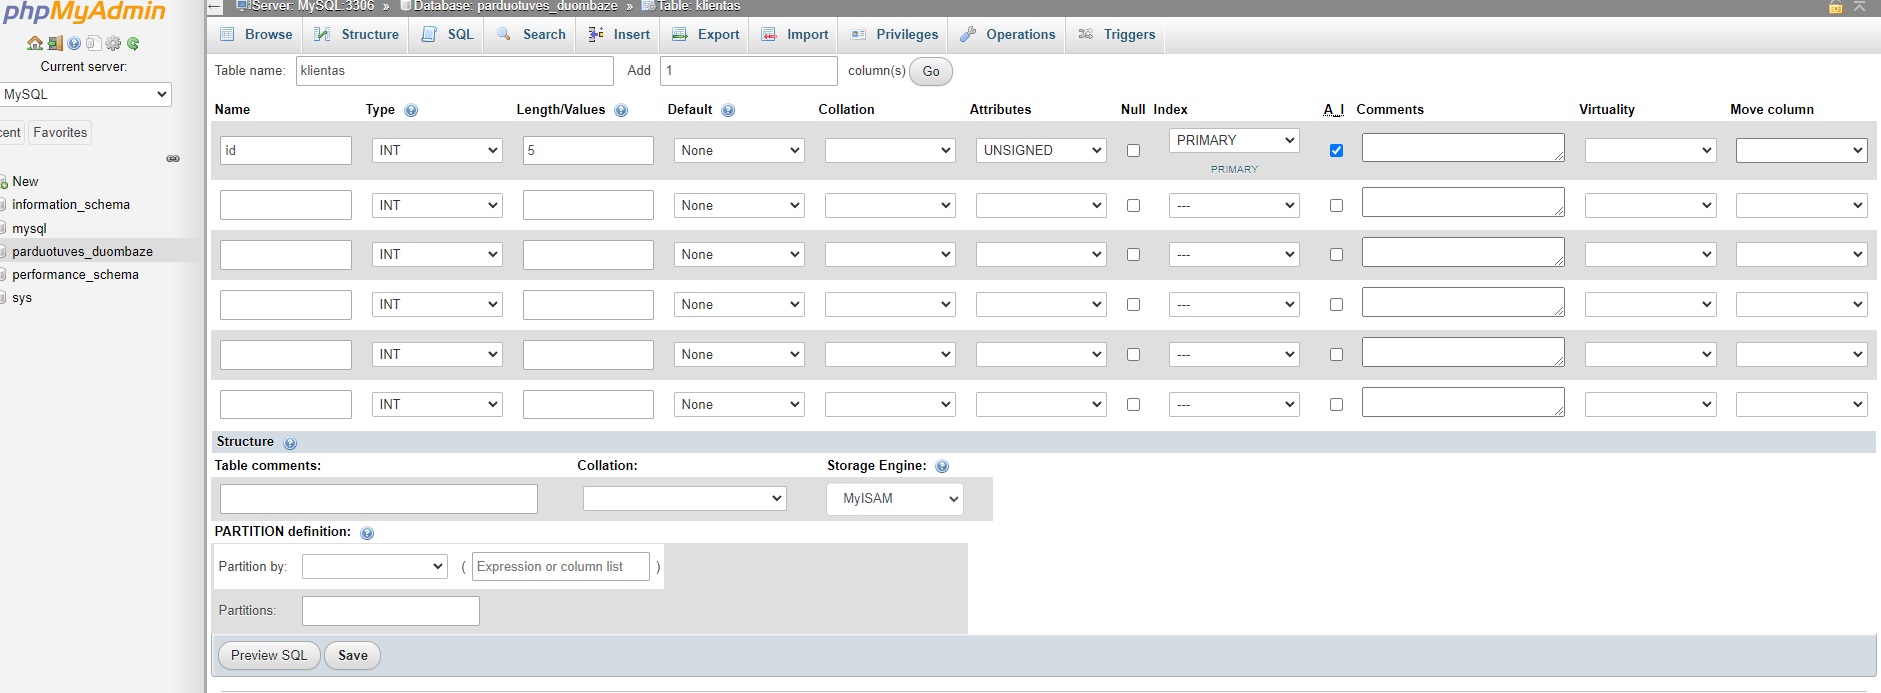 phpMyAdmin
Server: MySQL:3306 » Database: parduotuves_duombaze » Table: klientas
Browse Structure SQL Search Insert Export Import Privileges Operations Triggers
Current server:
MySQL
Favorites
New
information_schema
mysql
parduotuves_duombaze
performance_schema
sys
Table name: klientas Add 1 column(s) Go
Name Type Length/Values Default Collation Attributes Null Index A_I Comments Virtuality Move column
id INT 5 None UNSIGNED PRIMARY
PRIMARY
INT None ---
INT None ---
INT None ---
INT None ---
INT None ---
Structure
Table comments: Collation: Storage Engine:
MyISAM
PARTITION definition:
Partition by: ( Expression or column list )
Partitions:
Preview SQL Save